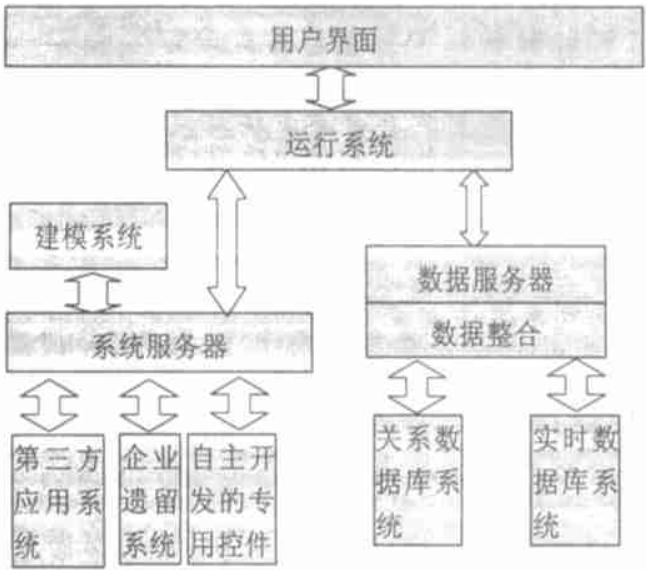 用户界面
运行系统
建模系统
数据服务器
数据整合
系统服务器
第三方
应用系
统
企业
遗留
系统
自主开
发的专
用控件
关系数
据库系
统
实时数
据库系
统